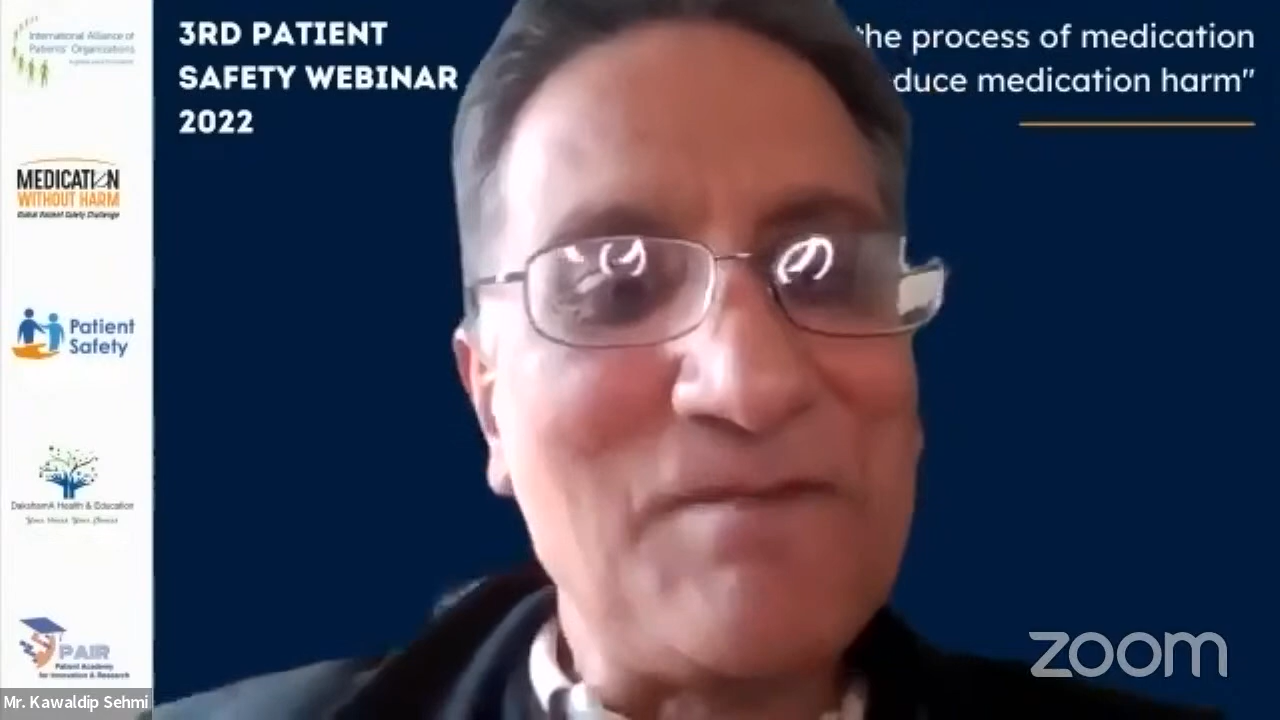 International Alliance of
Patients' Organizations
3RD PATIENT
SAFETY WEBINAR
2022
the process of medication
duce medication harm"
MEDICATION
WITHOUT HARM
Global Patient Safety Challenge
Patient
Safety
DakshamA Health & Education
PAIR
Patient Academy
for Innovation & Research
Mr. Kawaldip Sehmi
zoom